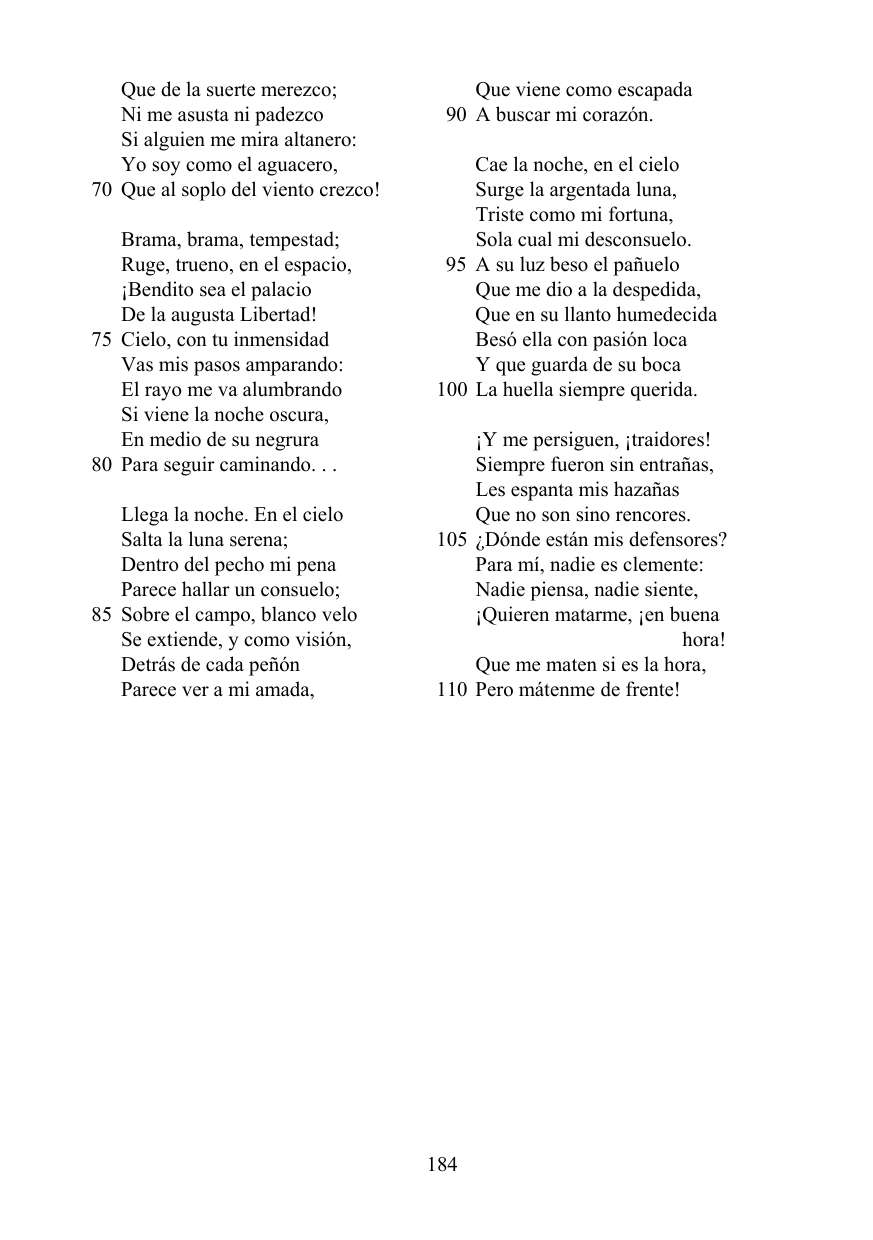 Que de la suerte merezco;
Ni me asusta ni padezco
Si alguien me mira altanero:
Yo soy como el aguacero,
70 Que al soplo del viento crezco!

Brama, brama, tempestad;
Ruge, trueno, en el espacio,
¡Bendito sea el palacio
De la augusta Libertad!
75 Cielo, con tu inmensidad
Vas mis pasos amparando:
El rayo me va alumbrando
Si viene la noche oscura,
En medio de su negrura
80 Para seguir caminando. . .

Llega la noche. En el cielo
Salta la luna serena;
Dentro del pecho mi pena
Parece hallar un consuelo;
85 Sobre el campo, blanco velo
Se extiende, y como visión,
Detrás de cada peñón
Parece ver a mi amada,
Que viene como escapada
90 A buscar mi corazón.

Cae la noche, en el cielo
Surge la argentada luna,
Triste como mi fortuna,
Sola cual mi desconsuelo.
95 A su luz beso el pañuelo
Que me dio a la despedida,
Que en su llanto humedecida
Besó ella con pasión loca
Y que guarda de su boca
100 La huella siempre querida.

¡Y me persiguen, ¡traidores!
Siempre fueron sin entrañas,
Les espanta mis hazañas
Que no son sino rencores.
105 ¿Dónde están mis defensores?
Para mí, nadie es clemente:
Nadie piensa, nadie siente,
¡Quieren matarme, ¡en buena
hora!
Que me maten si es la hora,
110 Pero mátenme de frente!

184